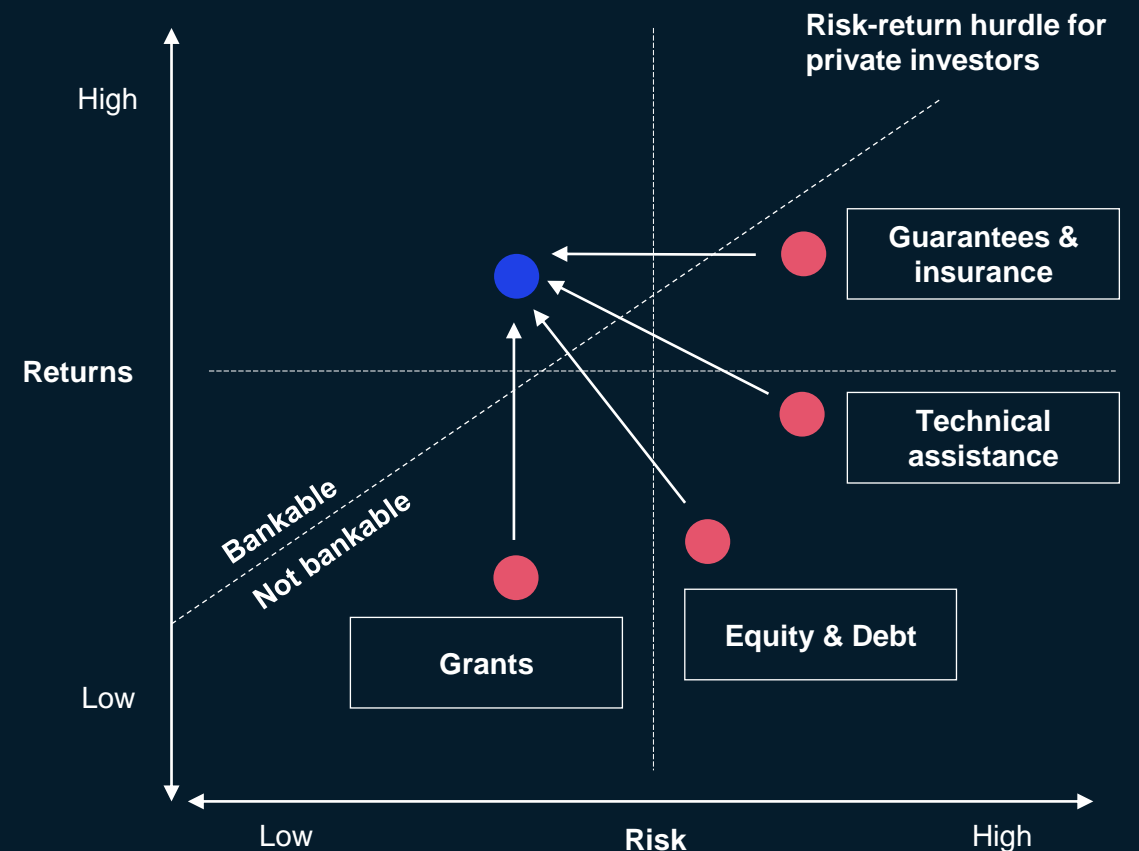 Risk-return hurdle for
private investors
High
Guarantees &
insurance
Returns
Technical
assistance
Bankable
Not bankable
Equity & Debt
Grants
Low
Low
Risk
High